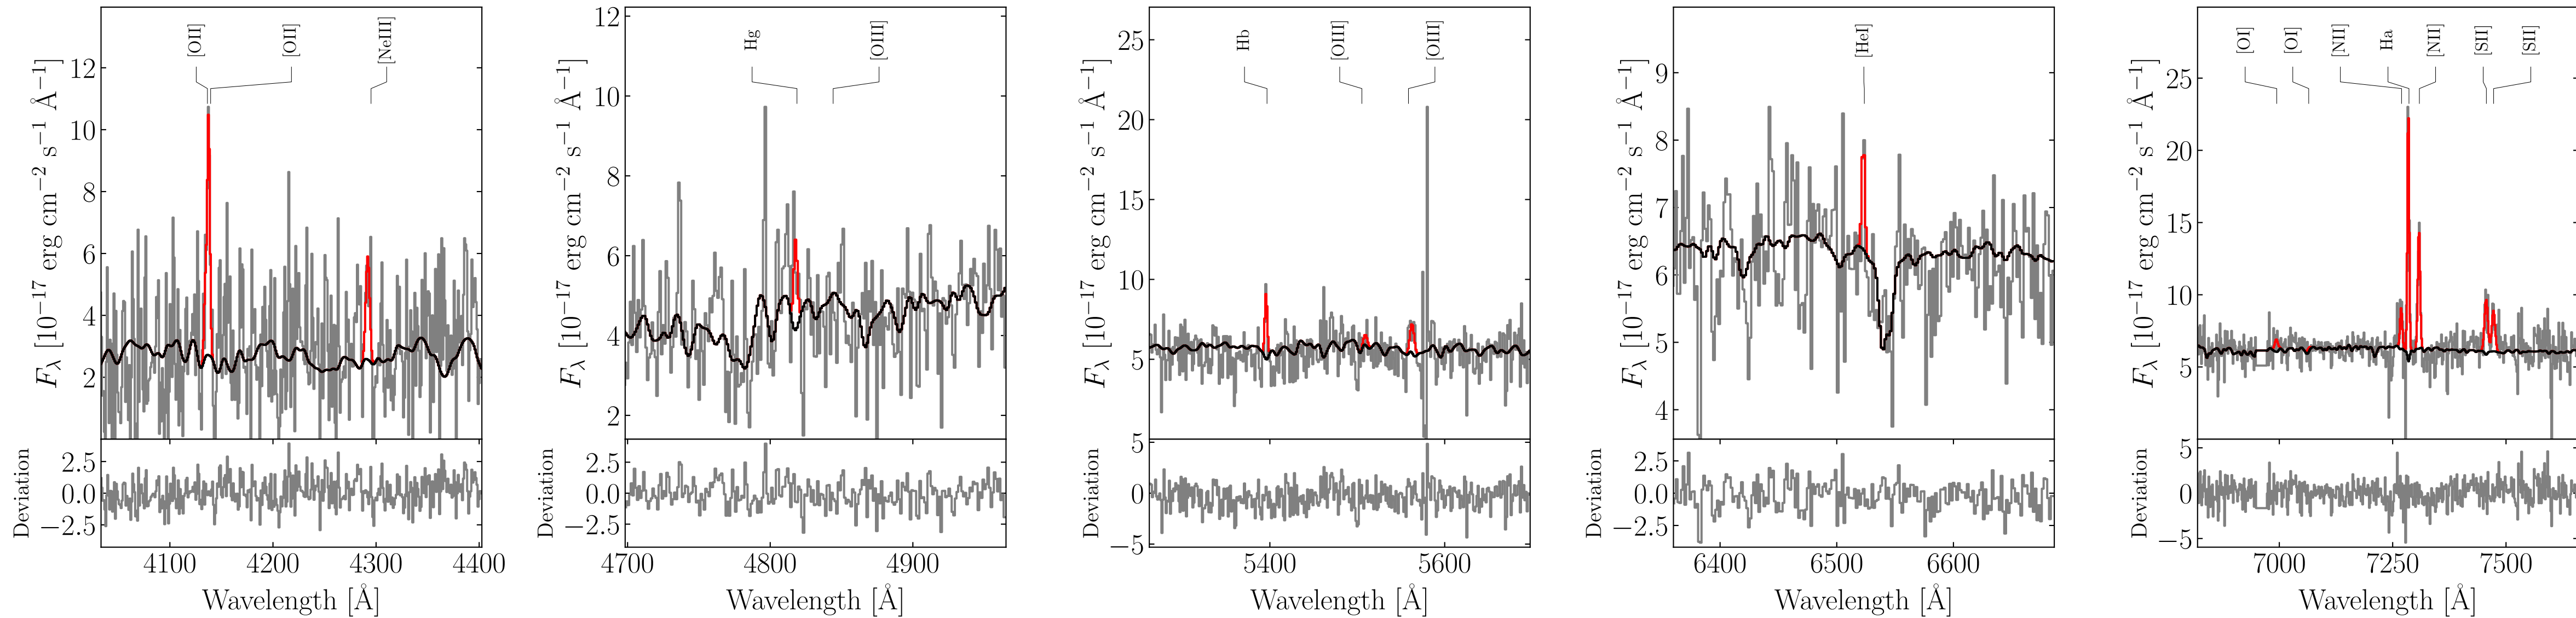 [OII] [OII] [NeIII]
12
10
8
6
4
2
F_λ [10⁻¹⁷ erg cm⁻² s⁻¹ Å⁻¹]
2.5
0.0
−2.5
Deviation
4100 4200 4300 4400
Wavelength [Å]
Hg [OIII]
12
10
8
6
4
2
F_λ [10⁻¹⁷ erg cm⁻² s⁻¹ Å⁻¹]
2.5
0.0
−2.5
Deviation
4700 4800 4900
Wavelength [Å]
Hb [OIII] [OIII]
25
20
15
10
5
F_λ [10⁻¹⁷ erg cm⁻² s⁻¹ Å⁻¹]
5
0
−5
Deviation
5400 5600
Wavelength [Å]
[HeI]
9
8
7
6
5
4
F_λ [10⁻¹⁷ erg cm⁻² s⁻¹ Å⁻¹]
2.5
0.0
−2.5
Deviation
6400 6500 6600
Wavelength [Å]
[OI] [OI] [NII] Ha [NII] [SII] [SII]
25
20
15
10
5
F_λ [10⁻¹⁷ erg cm⁻² s⁻¹ Å⁻¹]
5
0
−5
Deviation
7000 7250 7500
Wavelength [Å]